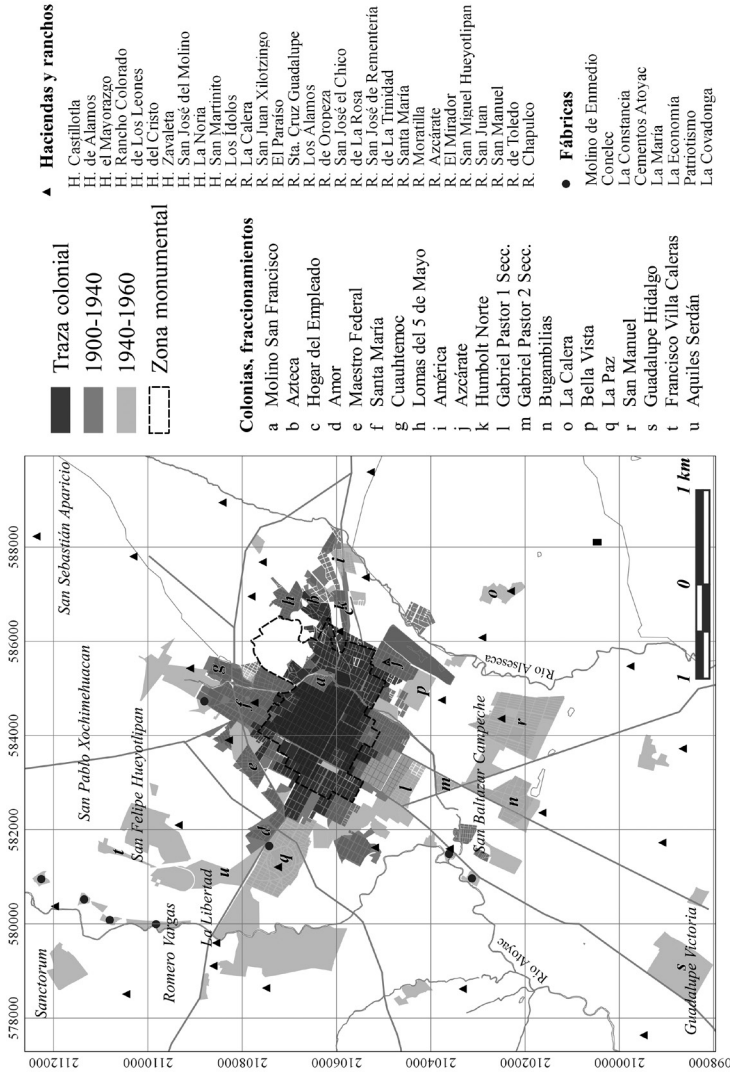 578000
580000
582000
584000
586000
588000
2112000
2110000
2108000
2106000
2104000
2102000
2100000
2098000
Sanctorum
San Sebastián Aparicio
San Pablo Xochimehuacan
San Felipe Hueyotlipan
Romero Vargas
La Libertad
t
u
g
f
e
d
q
a
h
b
i
k
c
j
p
l
m
o
r
n
s
Río Atoyac
Río Alseseca
San Baltazar Campeche
Guadalupe Victoria
1
0
1 km
Traza colonial
1900-1940
1940-1960
Zona monumental
Colonias, fraccionamientos
a Molino San Francisco
b Azteca
c Hogar del Empleado
d Amor
e Maestro Federal
f Santa María
g Cuauhtemoc
h Lomas del 5 de Mayo
i América
j Azcárate
k Humbolt Norte
l Gabriel Pastor 1 Secc.
m Gabriel Pastor 2 Secc.
n Bugambilias
o La Calera
p Bella Vista
q La Paz
r San Manuel
s Guadalupe Hidalgo
t Francisco Villa Caleras
u Aquiles Serdán
Haciendas y ranchos
H. Castillotla
H. de Alamos
H. el Mayorazgo
H. Rancho Colorado
H. de Los Leones
H. del Cristo
H. Zavaleta
H. San José del Molino
H. La Noria
H. San Martinito
R. Los Ídolos
R. La Calera
R. San Juan Xilotzingo
R. El Paraiso
R. Sta. Cruz Guadalupe
R. Los Alamos
R. de Oropeza
R. San José el Chico
R. de La Rosa
R. San José de Rementería
R. de La Trinidad
R. Santa María
R. Moratilla
R. Azcárate
R. El Mirador
R. San Miguel Hueyotlipan
R. San Juan
R. San Manuel
R. de Toledo
R. Chapulco
Fábricas
Molino de Enmedio
Conelec
La Constancia
Cementos Atoyac
La María
La Economía
Patriotismo
La Covadonga